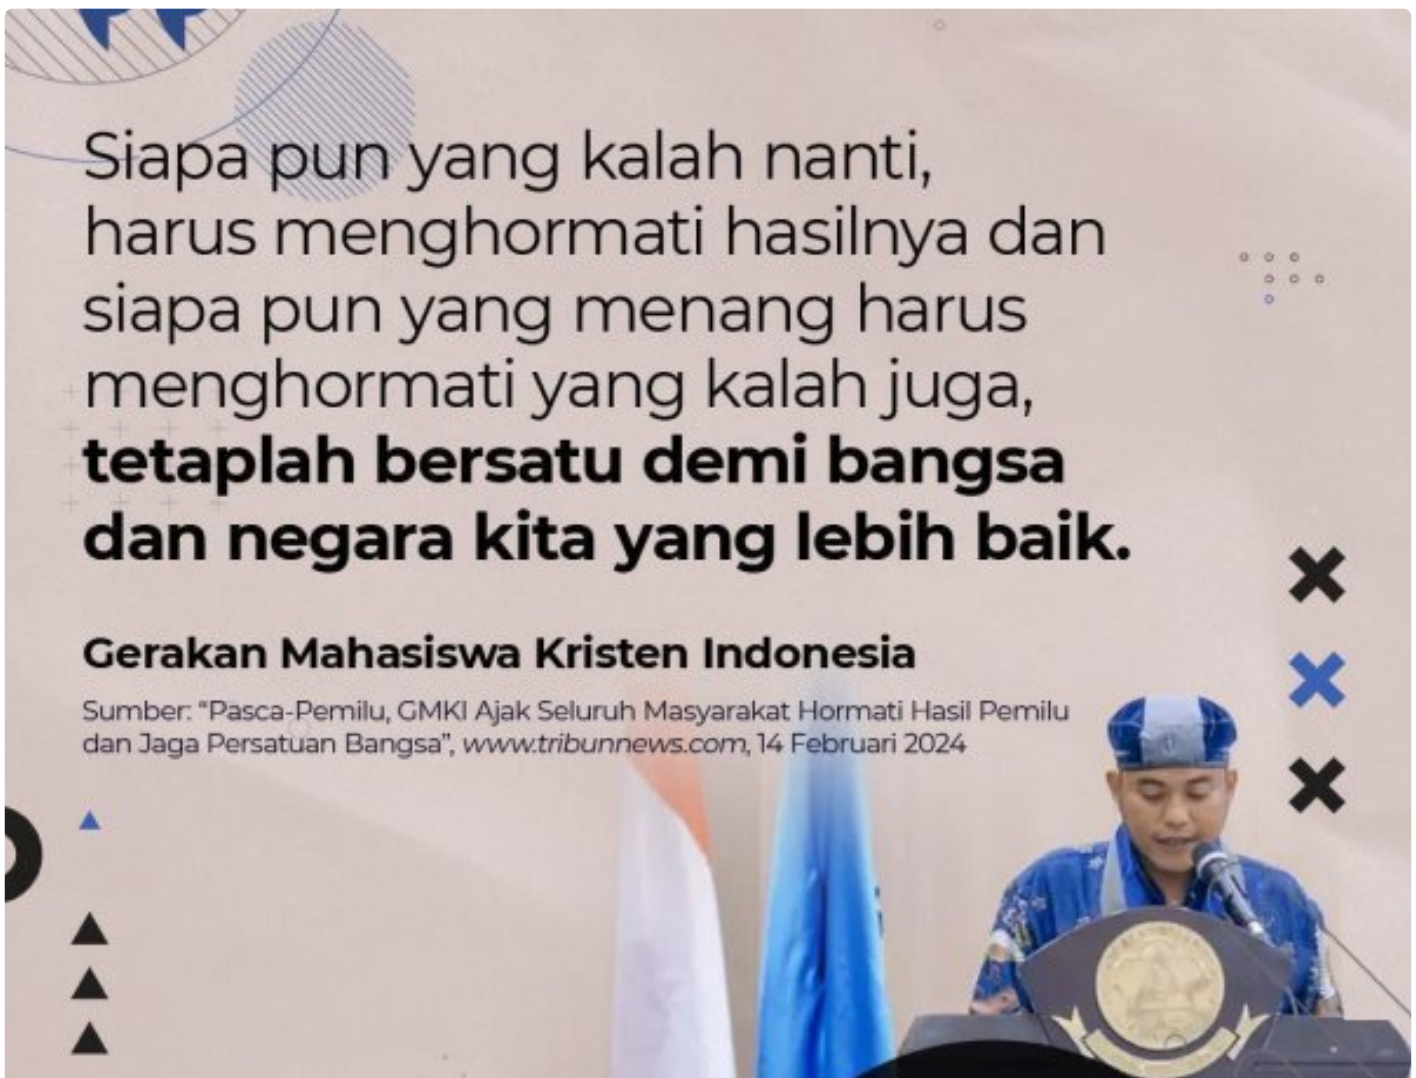 Siapa pun yang kalah nanti,
harus menghormati hasilnya dan
siapa pun yang menang harus
menghormati yang kalah juga,
tetaplah bersatu demi bangsa
dan negara kita yang lebih baik.
Gerakan Mahasiswa Kristen Indonesia
Sumber: “Pasca-Pemilu, GMKI Ajak Seluruh Masyarakat Hormati Hasil Pemilu
dan Jaga Persatuan Bangsa”, www.tribunnews.com, 14 Februari 2024